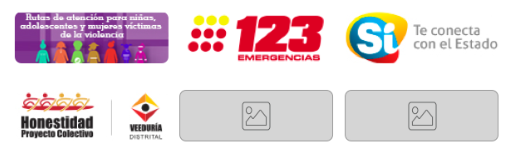 Rutas de atención para niñas,
adolescentes y mujeres víctimas
de la violencia
123
EMERGENCIAS
Sí
Te conecta
con el Estado
Honestidad
Proyecto Colectivo
VEEDURÍA
DISTRITAL